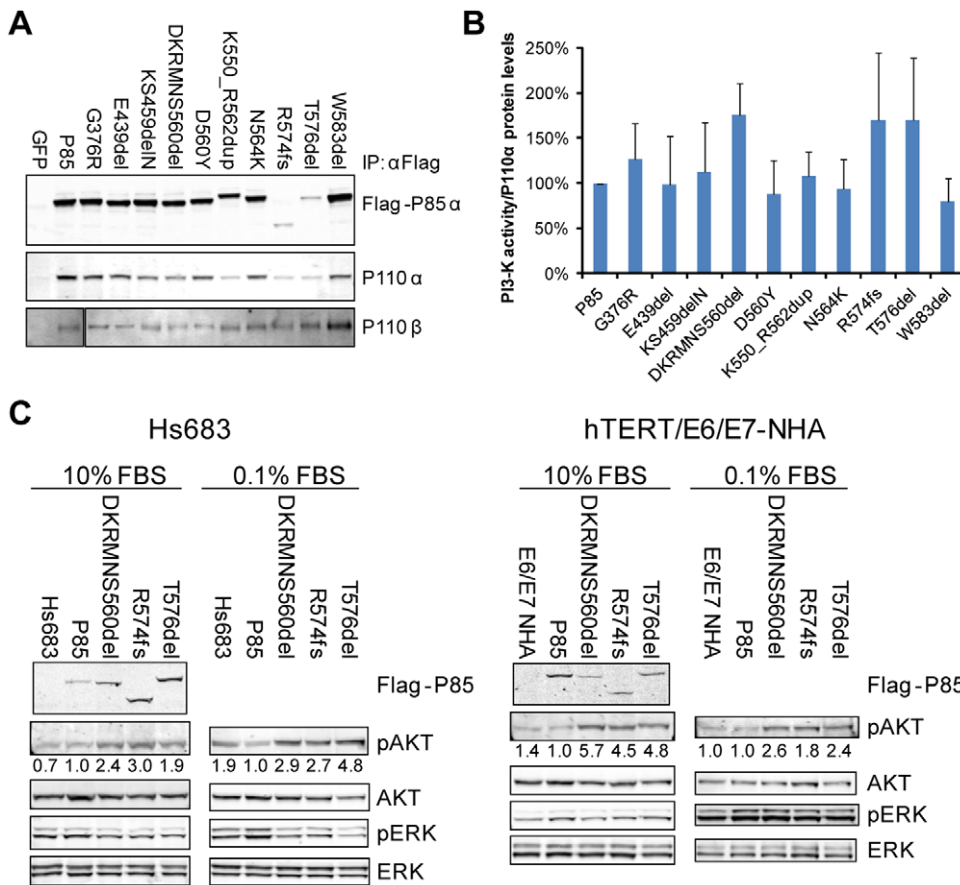 A
GFP
P85
G376R
E439del
KS459delN
DKRMNS560del
D560Y
K550_R562dup
N564K
R574fs
T576del
W583del
IP: αFlag
Flag-P85 α
P110 α
P110 β
B
PI3-K activity/P110α protein levels
250%
200%
150%
100%
50%
0%
P85
G376R
E439del
KS459delN
DKRMNS560del
D560Y
K550_R562dup
N564K
R574fs
T576del
W583del
C
Hs683
10% FBS
0.1% FBS
Hs683
P85
DKRMNS560del
R574fs
T576del
Hs683
P85
DKRMNS560del
R574fs
T576del
Flag-P85
pAKT
0.7 1.0 2.4 3.0 1.9
1.9 1.0 2.9 2.7 4.8
AKT
pERK
ERK
hTERT/E6/E7-NHA
10% FBS
0.1% FBS
E6/E7 NHA
P85
DKRMNS560del
R574fs
T576del
E6/E7 NHA
P85
DKRMNS560del
R574fs
T576del
Flag-P85
pAKT
1.4 1.0 5.7 4.5 4.8
1.0 1.0 2.6 1.8 2.4
AKT
pERK
ERK